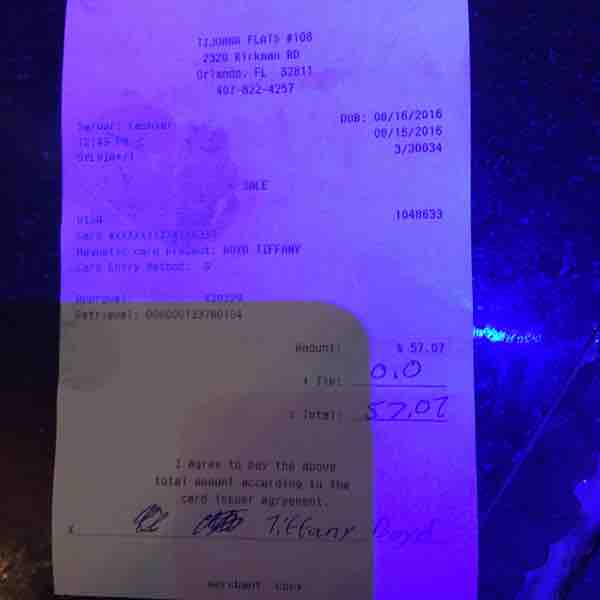 TIJUANA FLATS #108
2320 Kirkman RD
Orlando, FL 32811
407-822-4257
Server: Cashier
DOB: 08/16/2016
12:45 PM
08/15/2016
3/30034
SALE
Visa
1048633
Magnetic card present: BOYD TIFFANY
Card Entry Method: S
Approval:
Retrieval:
Amount: $ 57.07
+ Tip: 0.0
= Total: 57.07
I agree to pay the above
total amount according to the
card issuer agreement.
x Tiffany Boyd
Merchant Copy